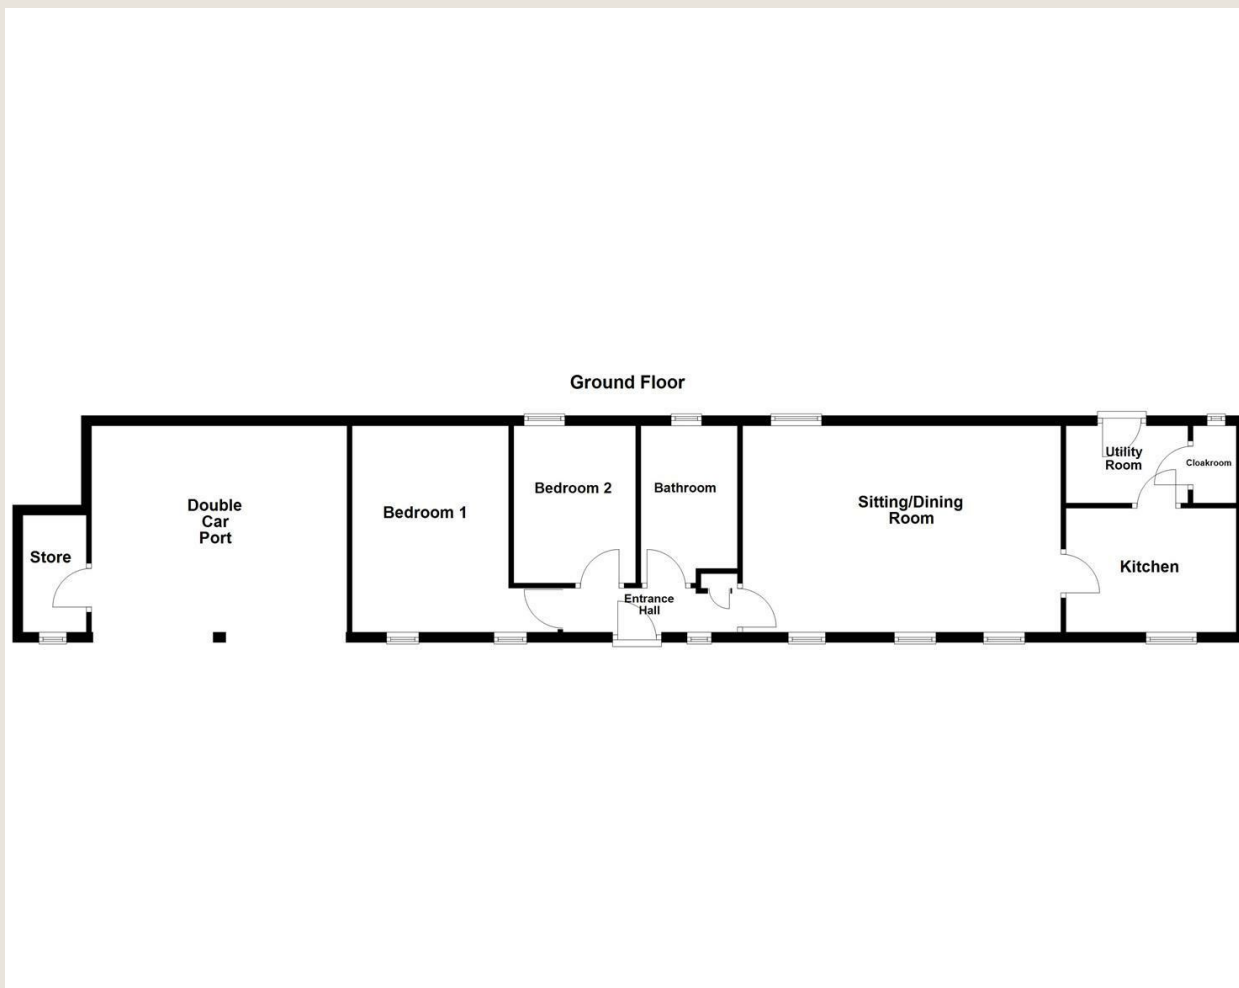 Ground Floor
Store
Double
Car
Port
Bedroom 1
Bedroom 2
Bathroom
Entrance
Hall
Sitting/Dining
Room
Utility
Room
Cloakroom
Kitchen